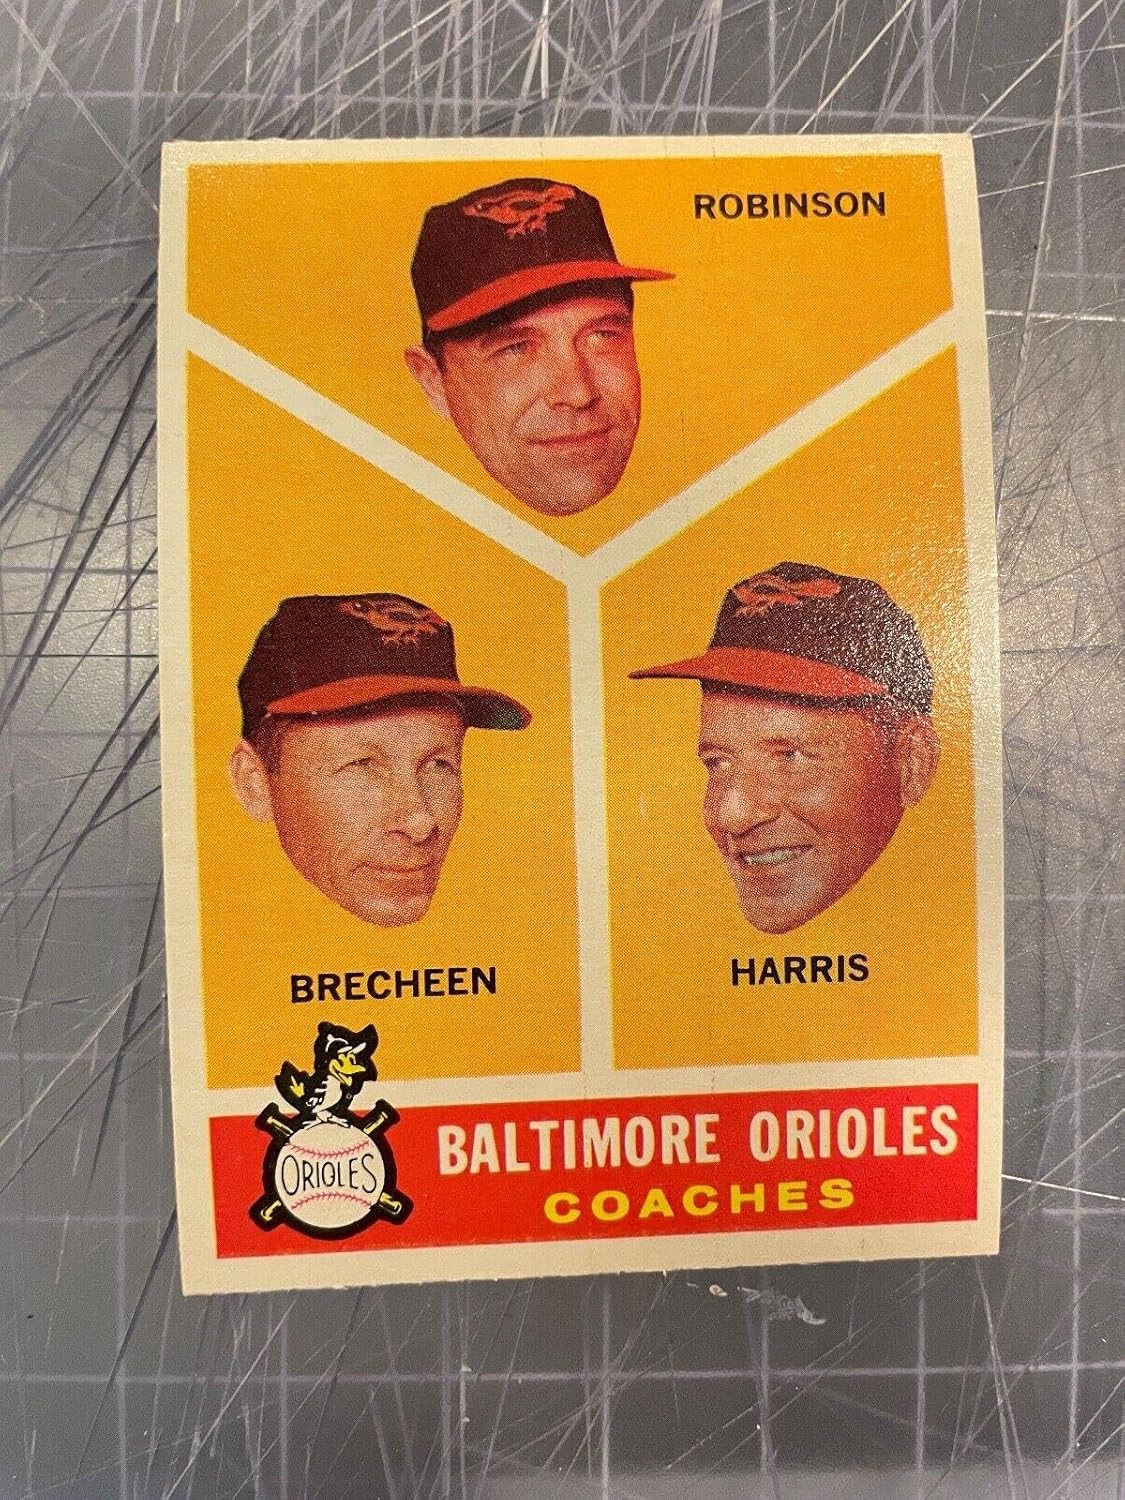 ROBINSON
BRECHEEN
HARRIS
ORIOLES
BALTIMORE ORIOLES
COACHES